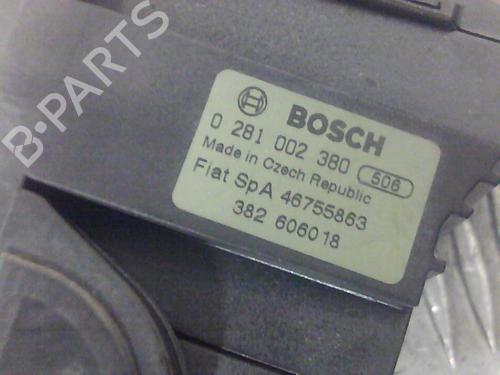 B-PARTS
BOSCH
0 281 002 380 506
Made in Czech Republic
Fiat SpA 46755863
382 606018